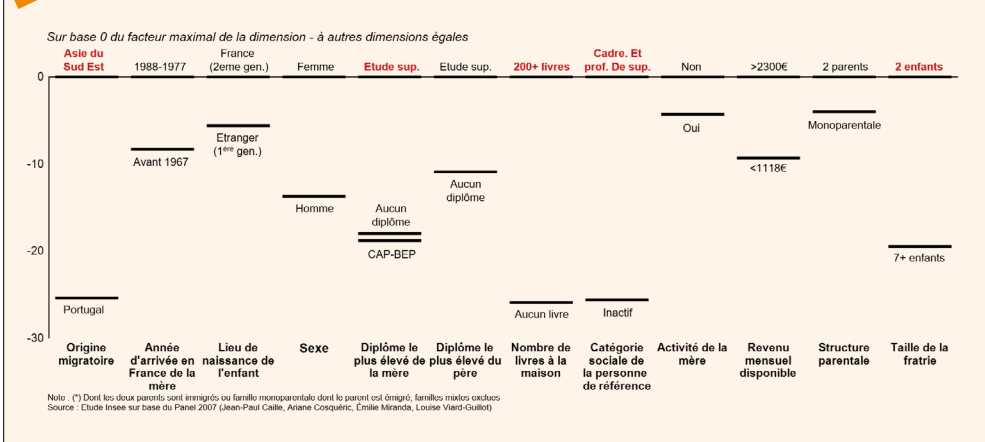 Sur base 0 du facteur maximal de la dimension - à autres dimensions égales
Asie du
Sud Est
1988-1977
France
(2eme gen.)
Femme
Etude sup.
Etude sup.
200+ livres
Cadre. Et
prof. De sup.
Non
>2300€
2 parents
2 enfants
0
-10
-20
-30
Portugal
Avant 1967
Etranger
(1ère gen.)
Homme
Aucun
diplôme
CAP-BEP
Aucun
diplôme
Aucun livre
Inactif
Oui
<1118€
Monoparentale
7+ enfants
Origine
migratoire
Année
d'arrivée en
France de la
mère
Lieu de
naissance de
l'enfant
Sexe
Diplôme le
plus élevé de
la mère
Diplôme le
plus élevé du
père
Nombre de
livres à la
maison
Catégorie
sociale de
la personne
de référence
Activité de la
mère
Revenu
mensuel
disponible
Structure
parentale
Taille de la
fratrie
Note . (*) Dont les deux parents sont immigrés ou famille monoparentale dont le parent est émigré, familles mixtes exclues
Source : Etude Insee sur base du Panel 2007 (Jean-Paul Caille, Ariane Cosquéric, Émilie Miranda, Louise Viard-Guillot)